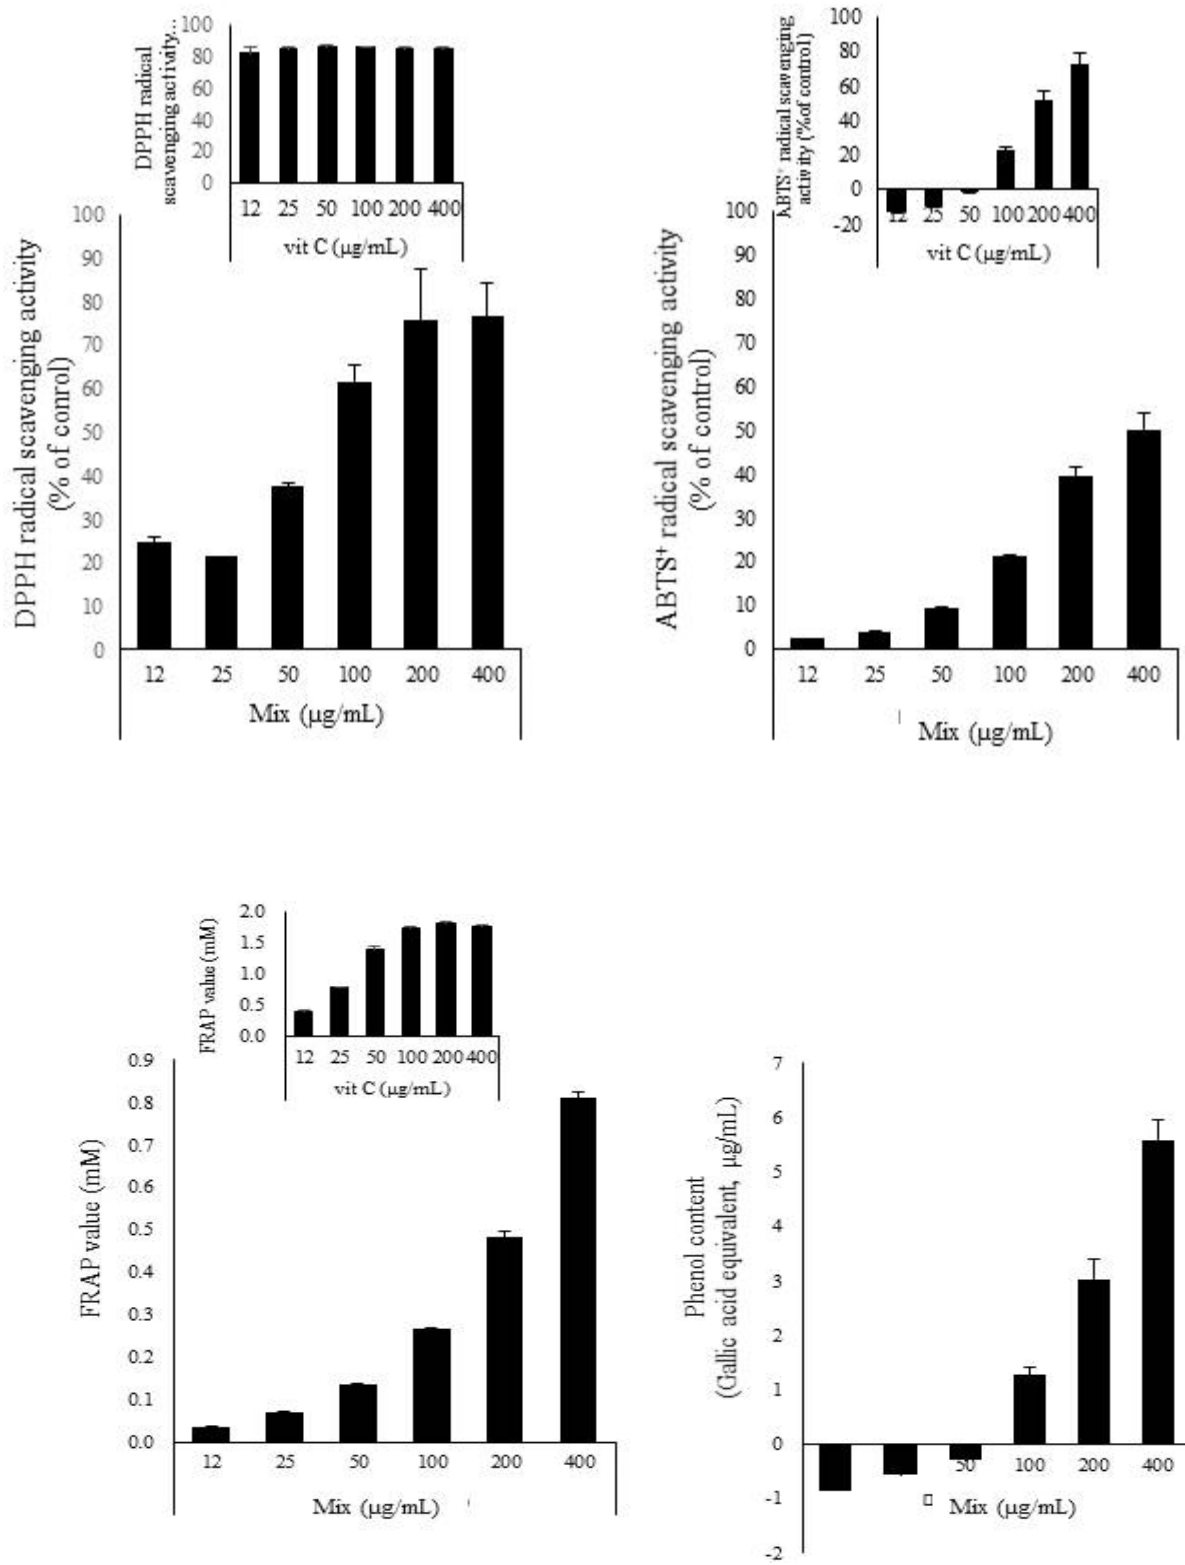 DPPH radical
scavenging activity...
100
80
60
40
20
0
12 25 50 100 200 400
vit C (μg/mL)
DPPH radical scavenging activity
(% of conrol)
100
90
80
70
60
50
40
30
20
10
0
12 25 50 100 200 400
Mix (μg/mL)
ABTS⁺ radical scavenging
activity (% of control)
100
80
60
40
20
0
-20
12 25 50 100 200 400
vit C (μg/mL)
ABTS⁺ radical scavenging activity
(% of control)
100
90
80
70
60
50
40
30
20
10
0
12 25 50 100 200 400
Mix (μg/mL)
FRAP value (mM)
2.0
1.5
1.0
0.5
0.0
12 25 50 100 200 400
vit C (μg/mL)
FRAP value (mM)
0.9
0.8
0.7
0.6
0.5
0.4
0.3
0.2
0.1
0.0
12 25 50 100 200 400
Mix (μg/mL)
Phenol content
(Gallic acid equivalent, μg/mL)
7
6
5
4
3
2
1
0
-1
-2
50 100 200 400
Mix (μg/mL)